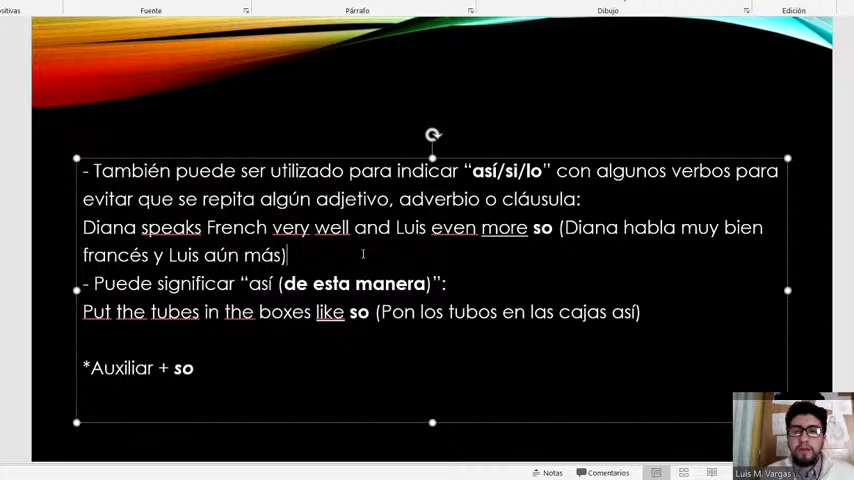 ositivas
Fuente
Párrafo
Dibujo
Edición
- También puede ser utilizado para indicar “así/si/lo” con algunos verbos para
evitar que se repita algún adjetivo, adverbio o cláusula:
Diana speaks French very well and Luis even more so (Diana habla muy bien
francés y Luis aún más)
- Puede significar “así (de esta manera)”:
Put the tubes in the boxes like so (Pon los tubos en las cajas así)
*Auxiliar + so
Luis M. Vargas
Notas
Comentarios